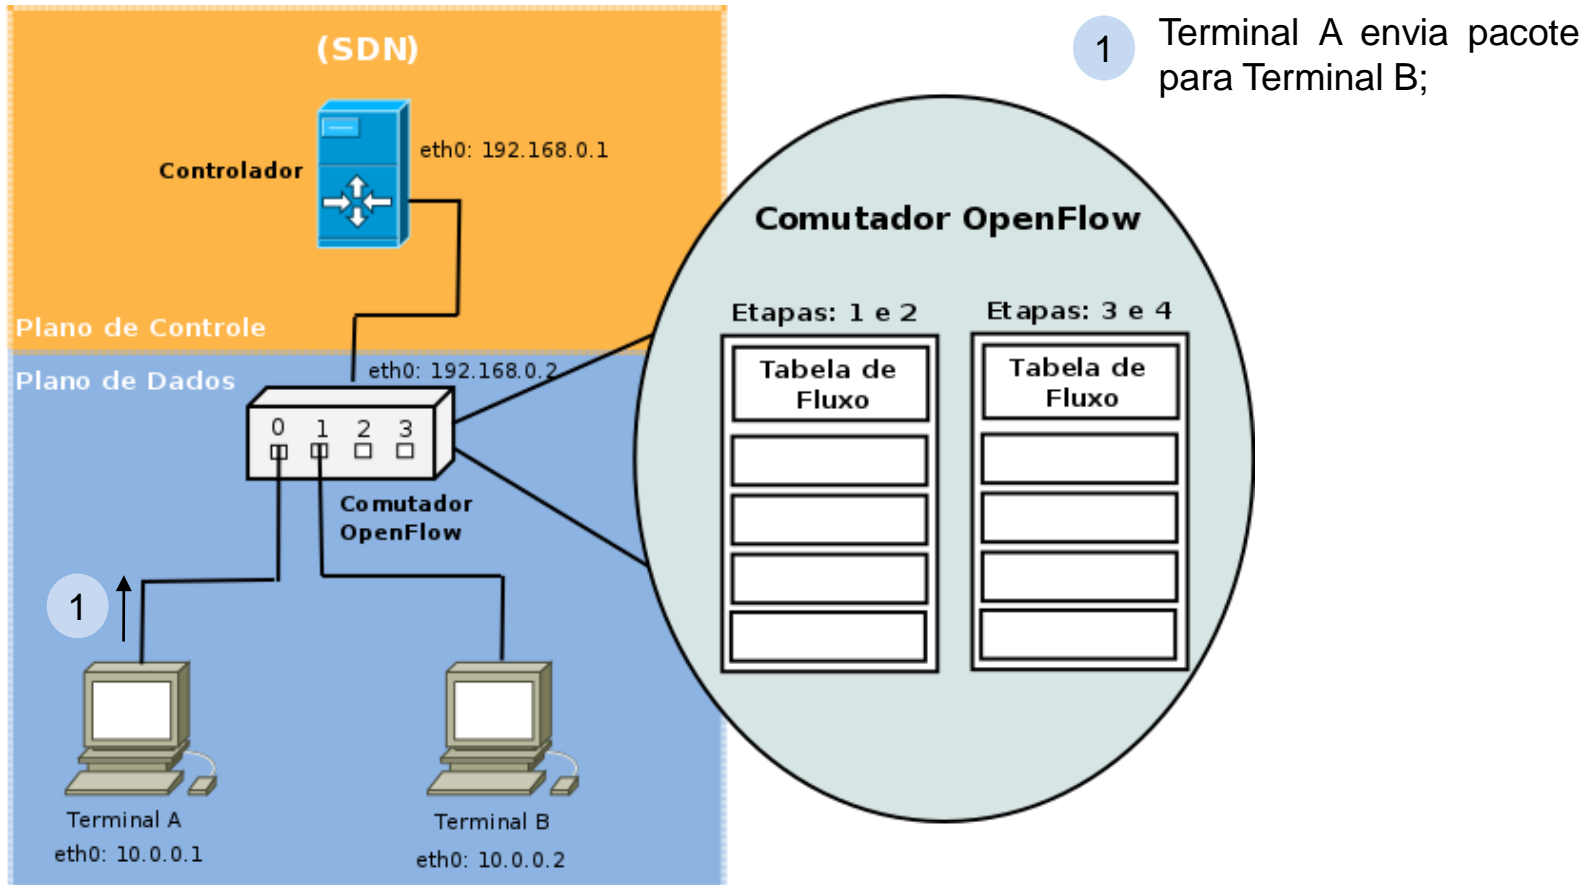 (SDN)
Controlador
eth0: 192.168.0.1
Plano de Controle
Plano de Dados
eth0: 192.168.0.2
0 1 2 3
Comutador
OpenFlow
1
Terminal A
eth0: 10.0.0.1
Terminal B
eth0: 10.0.0.2
Comutador OpenFlow
Etapas: 1 e 2
Tabela de
Fluxo
Etapas: 3 e 4
Tabela de
Fluxo
1
Terminal A envia pacote
para Terminal B;